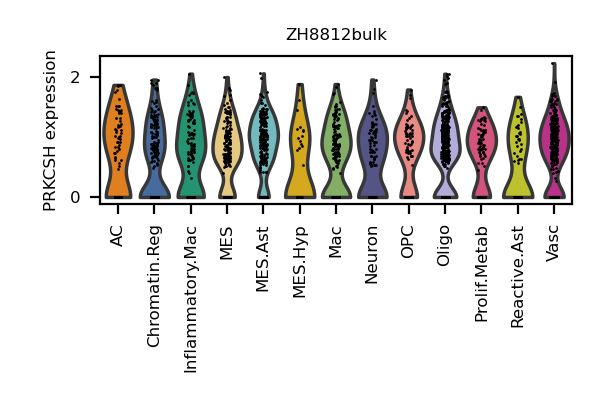 ZH8812bulk
PRKCSH expression
2
0
AC
Chromatin.Reg
Inflammatory.Mac
MES
MES.Ast
MES.Hyp
Mac
Neuron
OPC
Oligo
Prolif.Metab
Reactive.Ast
Vasc